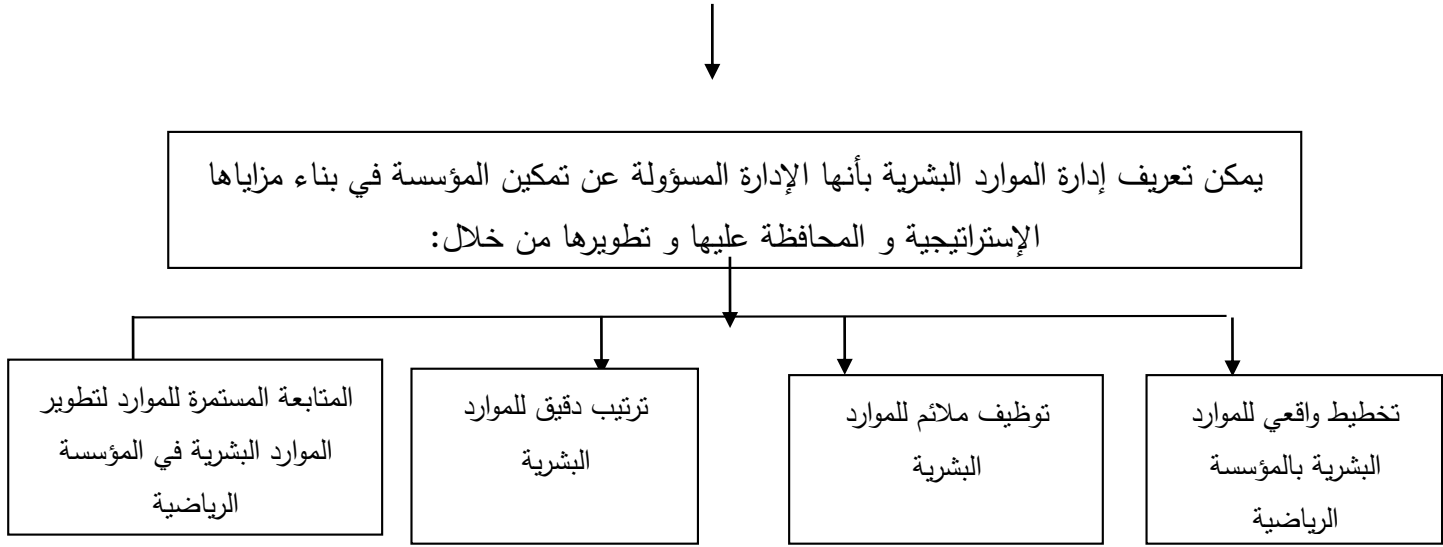 يمكن تعريف إدارة الموارد البشرية بأنها الإدارة المسؤولة عن تمكين المؤسسة في بناء مزاياها
الإستراتيجية و المحافظة عليها و تطويرها من خلال:
تخطيط واقعي للموارد
البشرية بالمؤسسة
الرياضية
توظيف ملائم للموارد
البشرية
ترتيب دقيق للموارد
البشرية
المتابعة المستمرة للموارد لتطوير
الموارد البشرية في المؤسسة
الرياضية